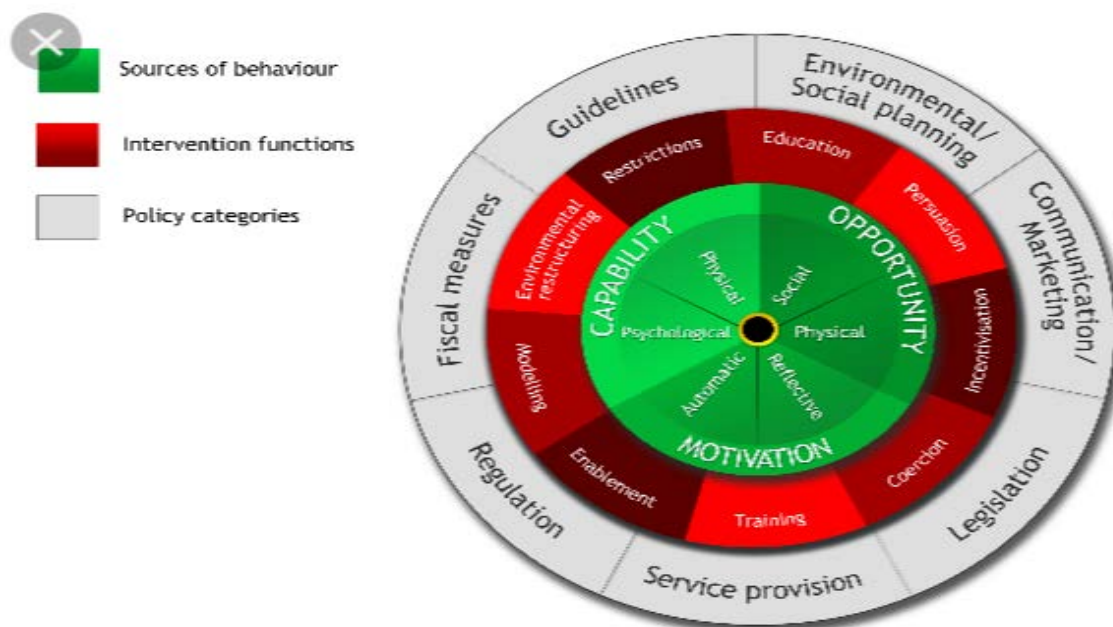 Sources of behaviour
Intervention functions
Policy categories
Guidelines
Environmental/
Social planning
Communication/
Marketing
Legislation
Service provision
Regulation
Fiscal measures
Restrictions
Education
Persuasion
Incentivisation
Coercion
Training
Enablement
Modelling
Environmental
restructuring
CAPABILITY
OPPORTUNITY
MOTIVATION
Physical
Social
Psychological
Physical
Automatic
Reflective